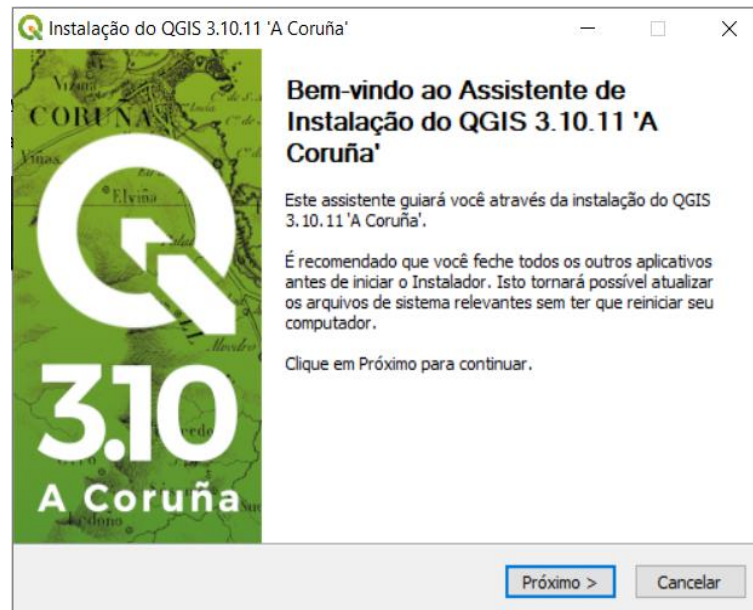 Instalação do QGIS 3.10.11 'A Coruña'
CORUÑA
Elviña
3.10
A Coruña
Bem-vindo ao Assistente de
Instalação do QGIS 3.10.11 'A
Coruña'
Este assistente guiará você através da instalação do QGIS
3.10.11 'A Coruña'.
É recomendado que você feche todos os outros aplicativos
antes de iniciar o Instalador. Isto tornará possível atualizar
os arquivos de sistema relevantes sem ter que reiniciar seu
computador.
Clique em Próximo para continuar.
Próximo >
Cancelar